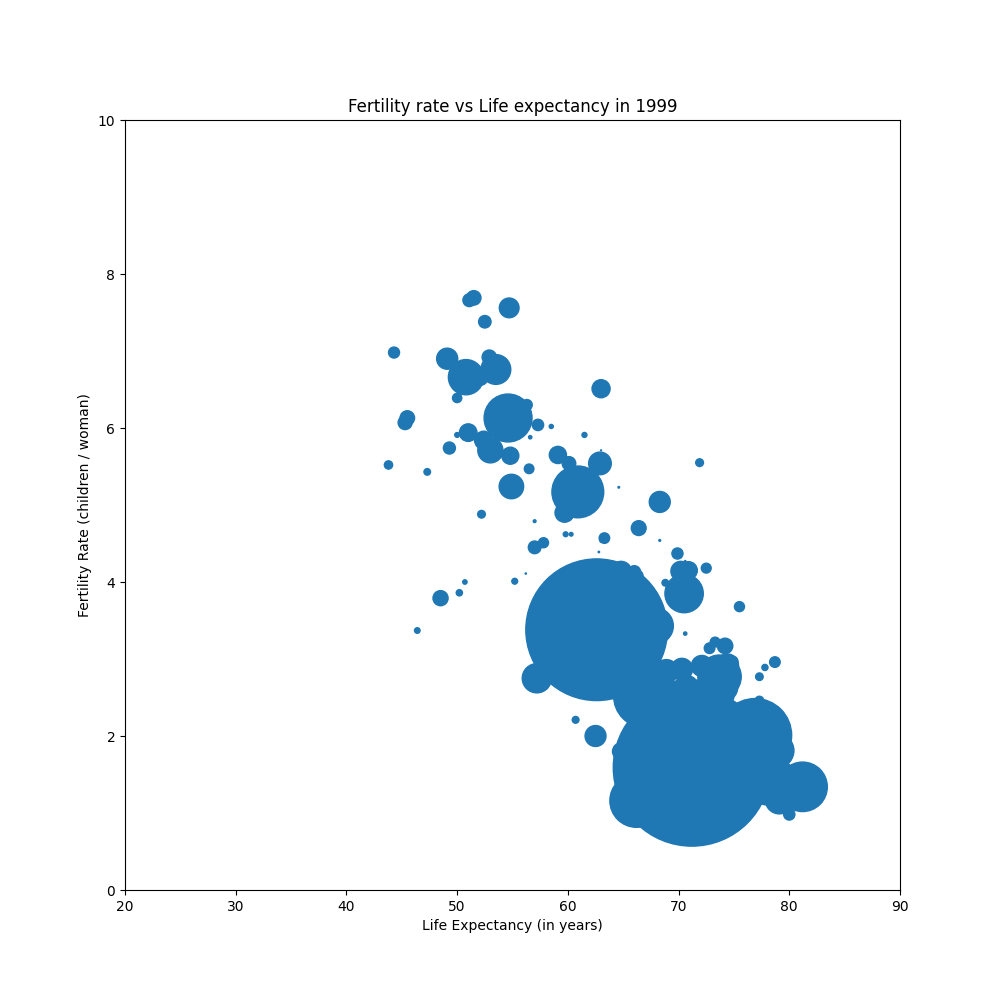 Fertility rate vs Life expectancy in 1999
10
8
6
4
2
0
Fertility Rate (children / woman)
20 30 40 50 60 70 80 90
Life Expectancy (in years)